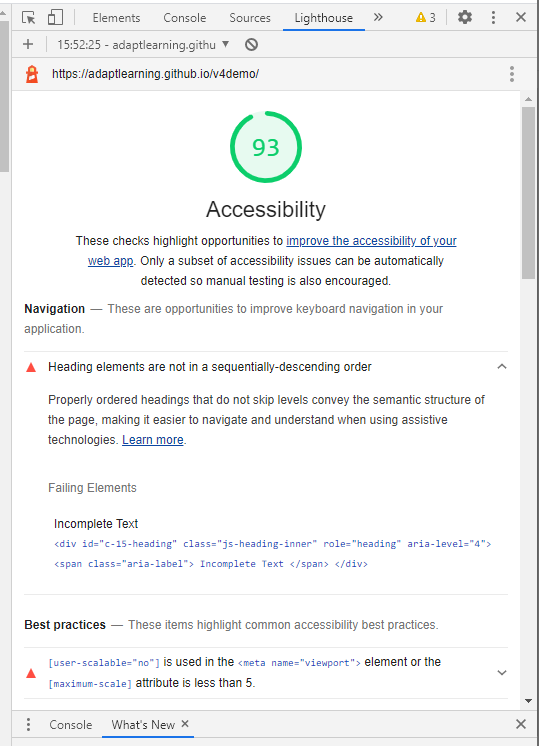 Elements Console Sources Lighthouse » 3
+ 15:52:25 - adaptlearning.githu ▼
https://adaptlearning.github.io/v4demo/
93
Accessibility
These checks highlight opportunities to improve the accessibility of your
web app. Only a subset of accessibility issues can be automatically
detected so manual testing is also encouraged.
Navigation — These are opportunities to improve keyboard navigation in your
application.
Heading elements are not in a sequentially-descending order
Properly ordered headings that do not skip levels convey the semantic structure of
the page, making it easier to navigate and understand when using assistive
technologies. Learn more.
Failing Elements
Incomplete Text
<div id="c-15-heading" class="js-heading-inner" role="heading" aria-level="4">
<span class="aria-label"> Incomplete Text </span> </div>
Best practices — These items highlight common accessibility best practices.
[user-scalable="no"] is used in the <meta name="viewport"> element or the
[maximum-scale] attribute is less than 5.
Console What's New ×